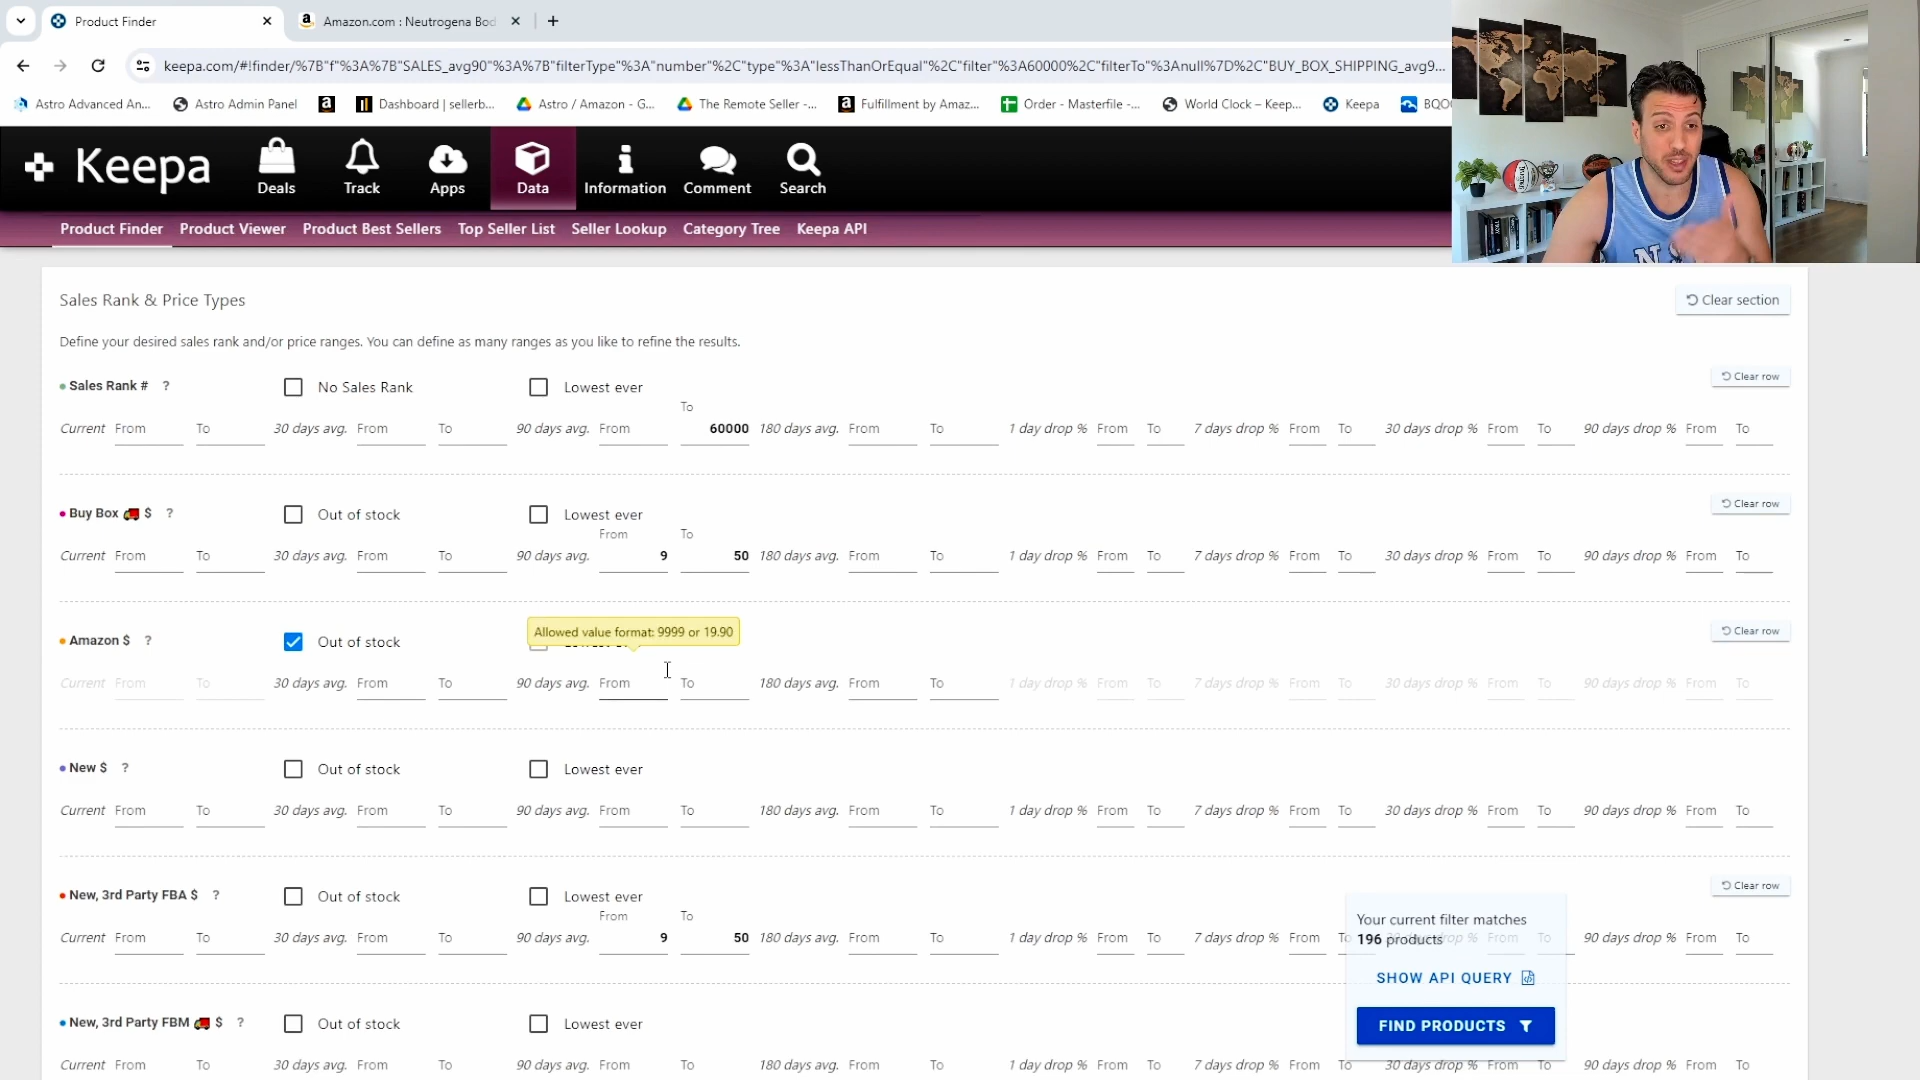 Product Finder
Amazon.com : Neutrogena Bod
keepa.com/#!finder/%7B"f"%3A%7B"SALES_avg90"%3A%7B"filterType"%3A"number"%2C"type"%3A"lessThanOrEqual"%2C"filter"%3A60000%2C"filterTo"%3Anull%7D%2C"BUY_BOX_SHIPPING_avg9...
Astro Advanced An... Astro Admin Panel Dashboard | sellerb... Astro / Amazon - G... The Remote Seller -... Fulfillment by Amaz... Order - Masterfile -... World Clock – Keep... Keepa BQO
Keepa Deals Track Apps Data Information Comment Search
Product Finder Product Viewer Product Best Sellers Top Seller List Seller Lookup Category Tree Keepa API
Sales Rank & Price Types Clear section
Define your desired sales rank and/or price ranges. You can define as many ranges as you like to refine the results.
Sales Rank # ? No Sales Rank Lowest ever Clear row
To
Current From To 30 days avg. From To 90 days avg. From 60000 180 days avg. From To 1 day drop % From To 7 days drop % From To 30 days drop % From To 90 days drop % From To
Buy Box $ ? Out of stock Lowest ever Clear row
From To
Current From To 30 days avg. From To 90 days avg. 9 50 180 days avg. From To 1 day drop % From To 7 days drop % From To 30 days drop % From To 90 days drop % From To
Allowed value format: 9999 or 19.90
Amazon $ ? Out of stock Clear row
Current From To 30 days avg. From To 90 days avg. From To 180 days avg. From To 1 day drop % From To 7 days drop % From To 30 days drop % From To 90 days drop % From To
New $ ? Out of stock Lowest ever
Current From To 30 days avg. From To 90 days avg. From To 180 days avg. From To 1 day drop % From To 7 days drop % From To 30 days drop % From To 90 days drop % From To
New, 3rd Party FBA $ ? Out of stock Lowest ever Clear row
From To
Current From To 30 days avg. From To 90 days avg. 9 50 180 days avg. From To 1 day drop % From To 7 days drop % From To 30 days drop % From To 90 days drop % From To
Your current filter matches
196 products
SHOW API QUERY
FIND PRODUCTS
New, 3rd Party FBM $ ? Out of stock Lowest ever
Current From To 30 days avg. From To 90 days avg. From To 180 days avg. From To 1 day drop % From To 7 days drop % From To 30 days drop % From To 90 days drop % From To